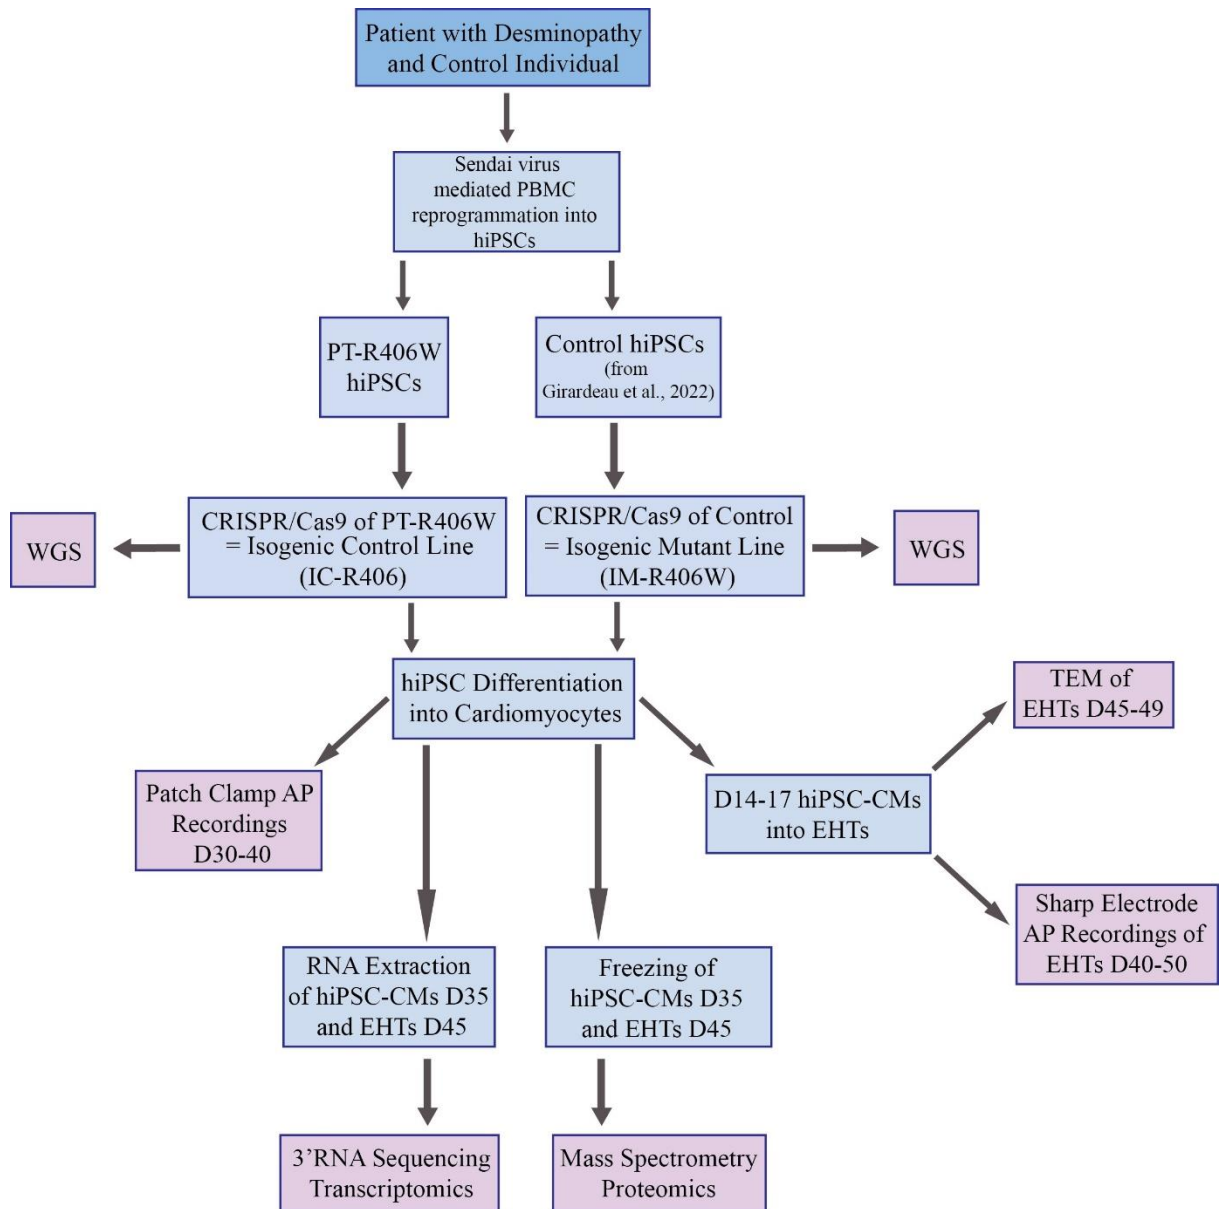 Patient with Desminopathy
and Control Individual
Sendai virus
mediated PBMC
reprogrammation into
hiPSCs
PT-R406W
hiPSCs
Control hiPSCs
(from
Girardeau et al., 2022)
WGS
CRISPR/Cas9 of PT-R406W
= Isogenic Control Line
(IC-R406)
CRISPR/Cas9 of Control
= Isogenic Mutant Line
(IM-R406W)
WGS
hiPSC Differentiation
into Cardiomyocytes
TEM of
EHTs D45-49
Patch Clamp AP
Recordings
D30-40
D14-17 hiPSC-CMs
into EHTs
Sharp Electrode
AP Recordings of
EHTs D40-50
RNA Extraction
of hiPSC-CMs D35
and EHTs D45
Freezing of
hiPSC-CMs D35
and EHTs D45
3’RNA Sequencing
Transcriptomics
Mass Spectrometry
Proteomics